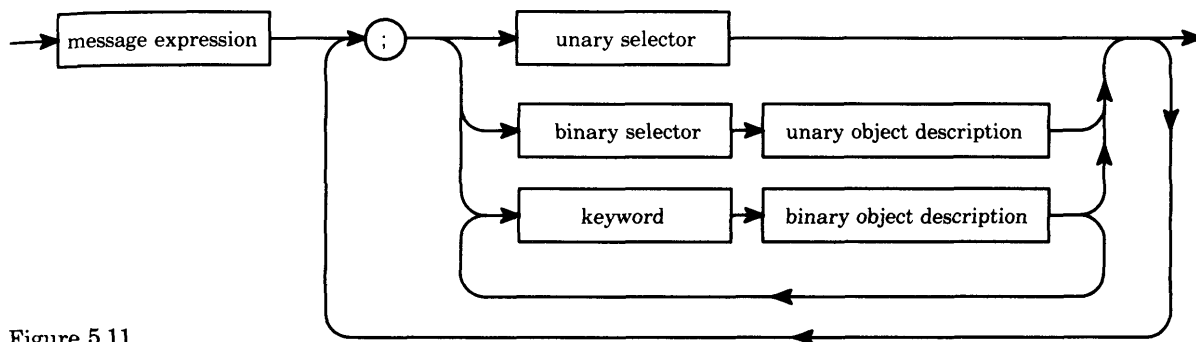 message expression
;
unary selector
binary selector
unary object description
keyword
binary object description
Figure 5.11